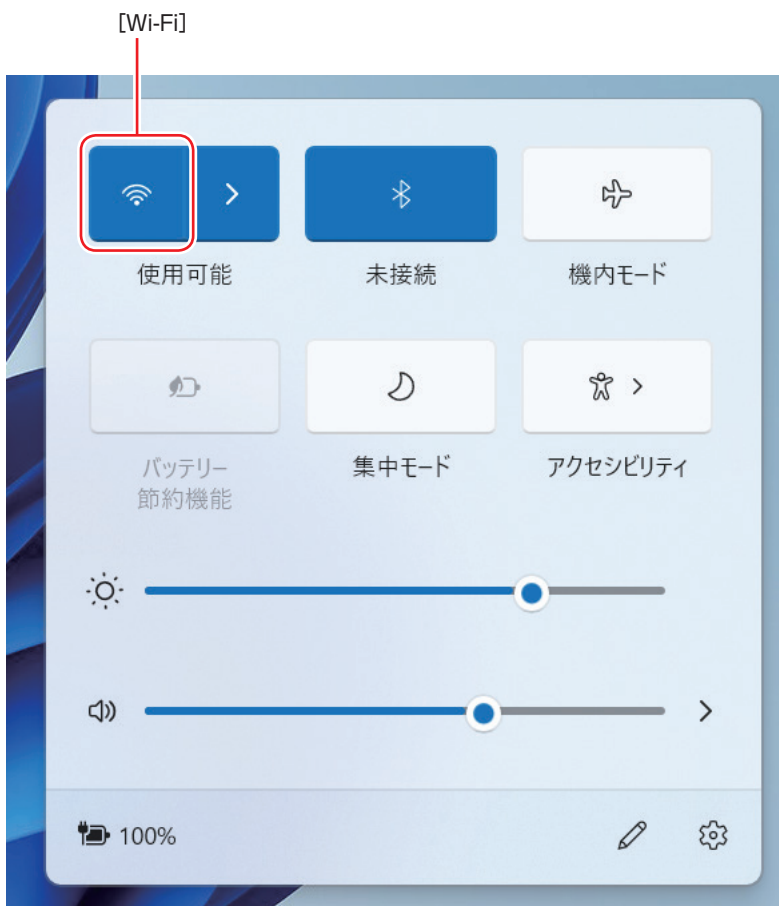 [Wi-Fi]
使用可能
未接続
機内モード
バッテリー
節約機能
集中モード
アクセシビリティ
100%